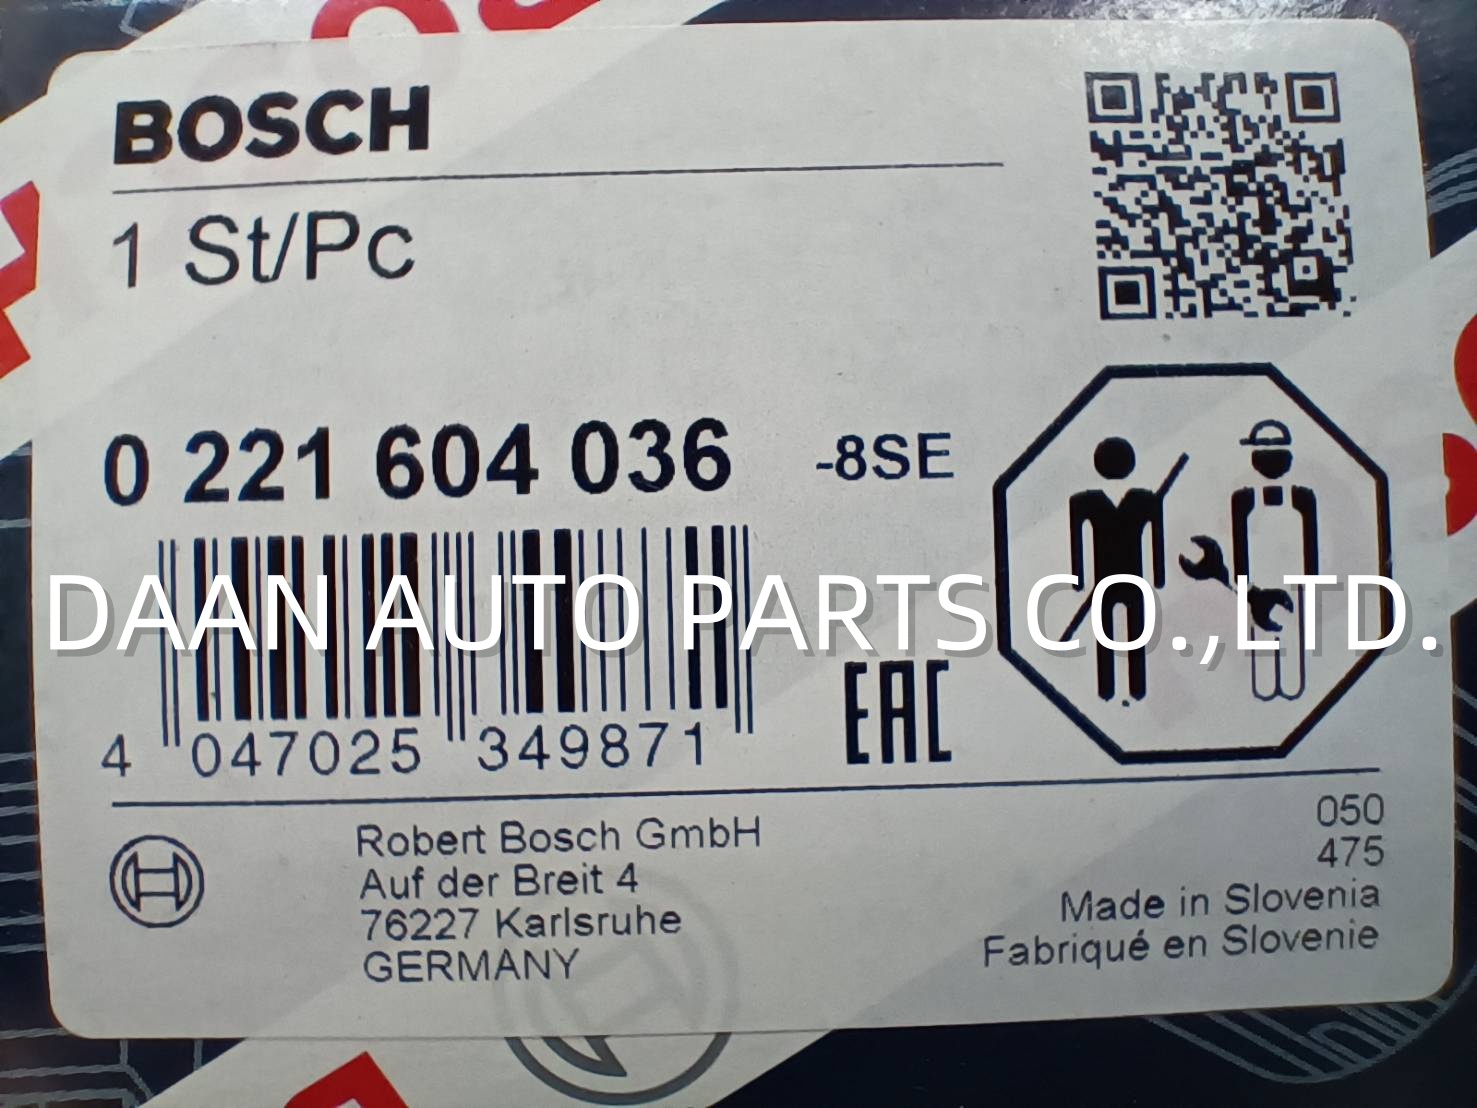 BOSCH
1 St/Pc
0 221 604 036 -8SE
DAAN AUTO PARTS CO.,LTD.
4 047025 349871
EAC
Robert Bosch GmbH
Auf der Breit 4
76227 Karlsruhe
GERMANY
050
475
Made in Slovenia
Fabriqué en Slovenie